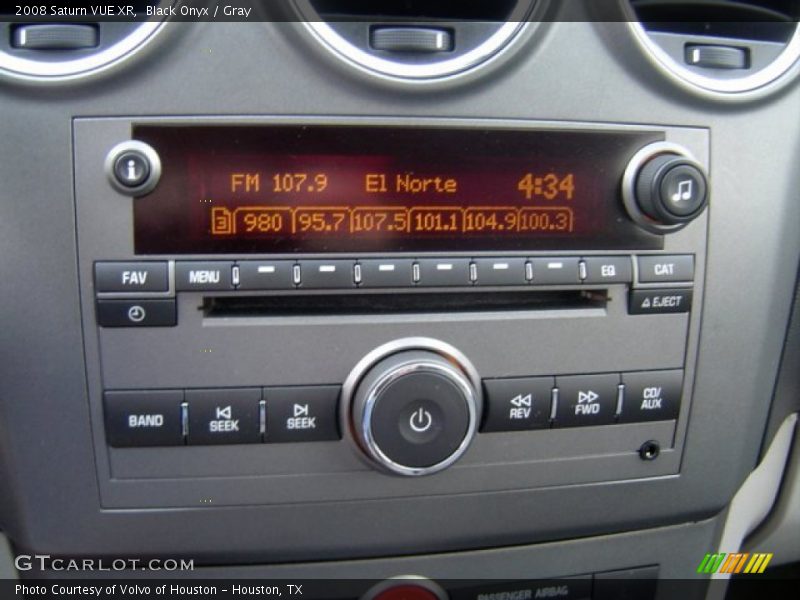 2008 Saturn VUE XR, Black Onyx / Gray
i
FM 107.9 El Norte 4:34
3 980 95.7 107.5 101.1 104.9 100.3
FAV MENU EQ CAT
EJECT
BAND SEEK SEEK REV FWD CD/
AUX
GTCARLOT.COM
Photo Courtesy of Volvo of Houston - Houston, TX
PASSENGER AIRBAG